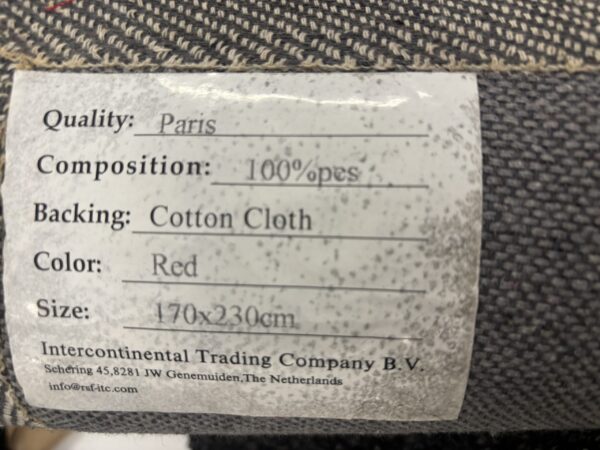 Quality: Paris
Composition: 100%pes
Backing: Cotton Cloth
Color: Red
Size: 170x230cm
Intercontinental Trading Company B.V.
Schering 45,8281 JW Genemuiden,The Netherlands
info@rsf-itc.com